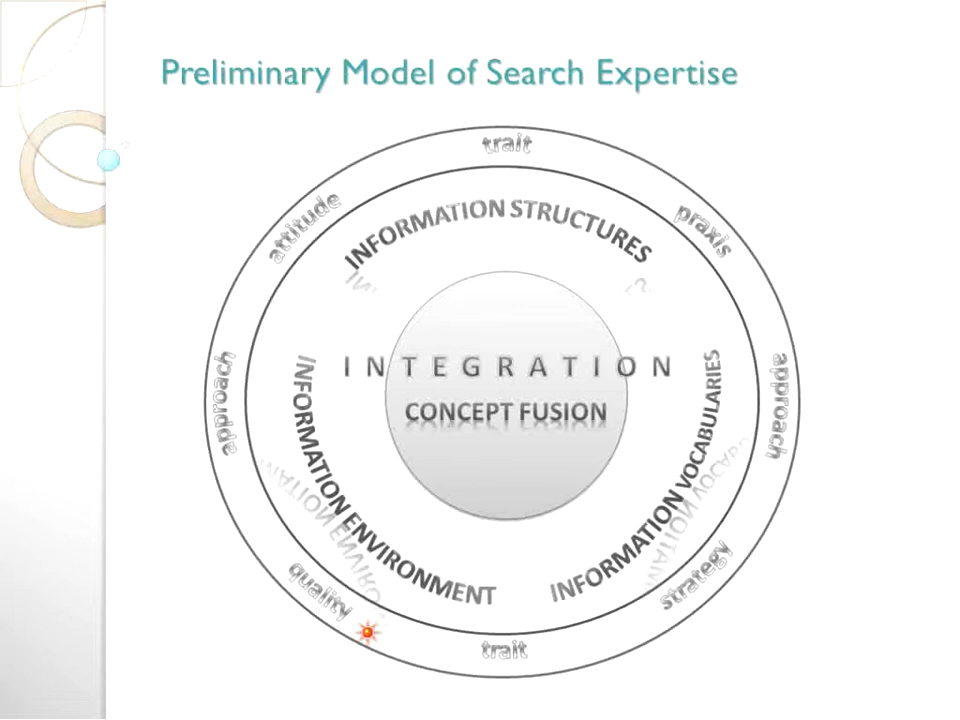 Preliminary Model of Search Expertise
trait
attitude
praxis
INFORMATION STRUCTURES
approach
approach
INTEGRATION
CONCEPT FUSION
INFORMATION ENVIRONMENT
INFORMATION VOCABULARIES
quality
strategy
trait